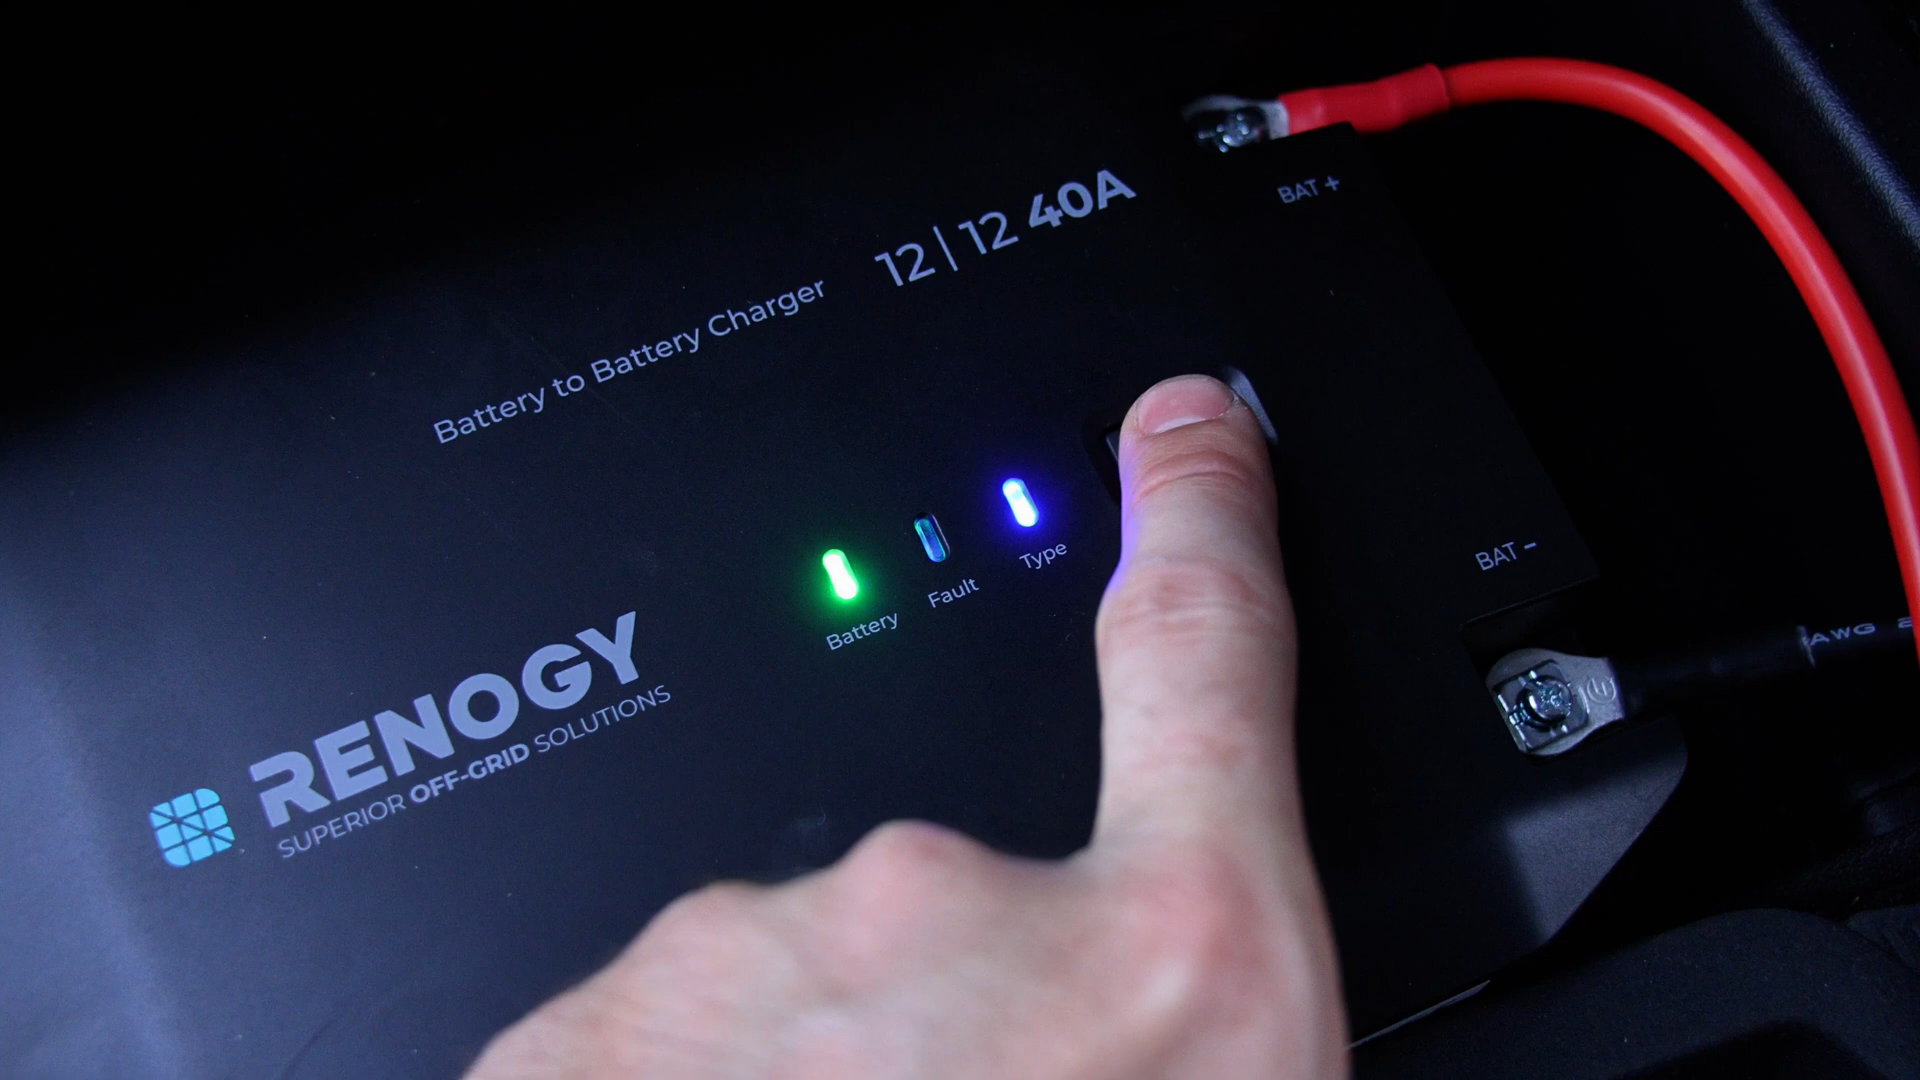 BAT +
12 | 12 40A
Battery to Battery Charger
Type
Fault
Battery
BAT -
AWG
RENOGY
SUPERIOR OFF-GRID SOLUTIONS